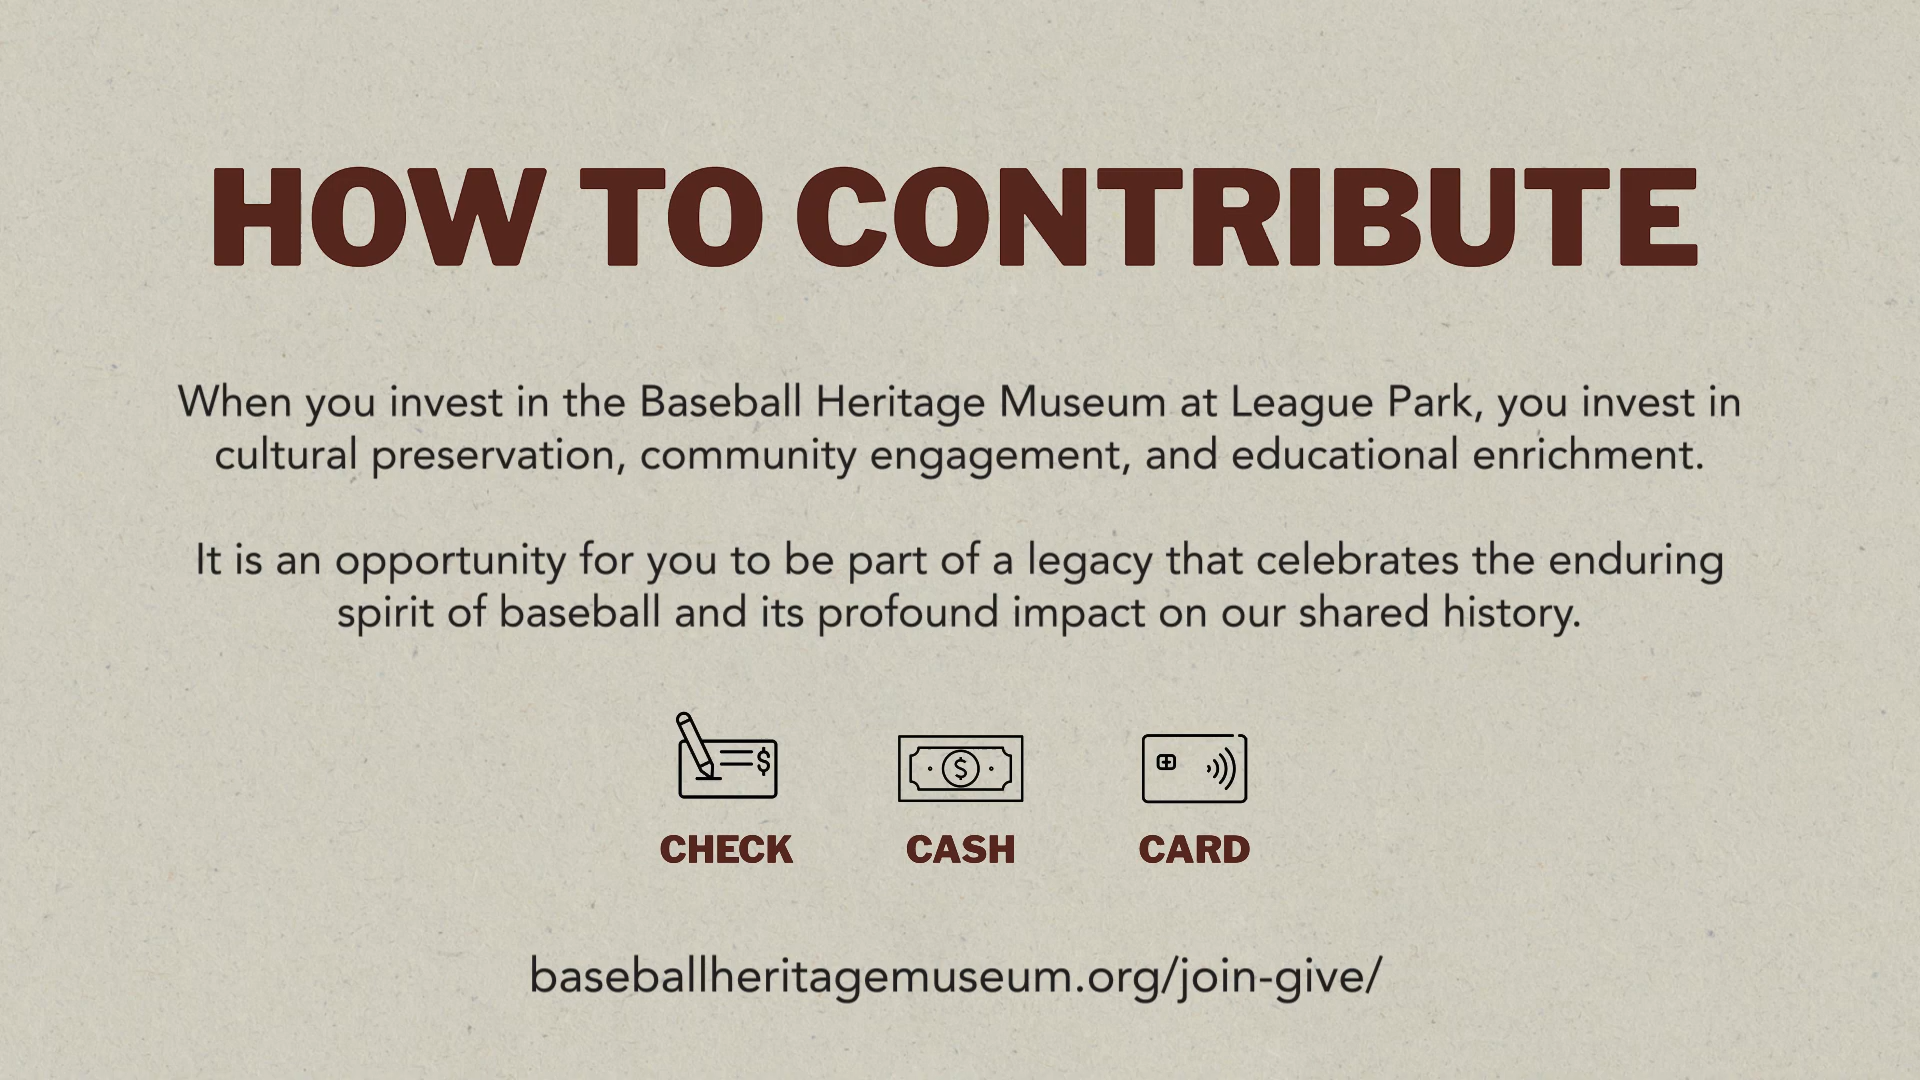 HOW TO CONTRIBUTE
When you invest in the Baseball Heritage Museum at League Park, you invest in
cultural preservation, community engagement, and educational enrichment.
It is an opportunity for you to be part of a legacy that celebrates the enduring
spirit of baseball and its profound impact on our shared history.
$ $
CHECK CASH CARD
baseballheritagemuseum.org/join-give/